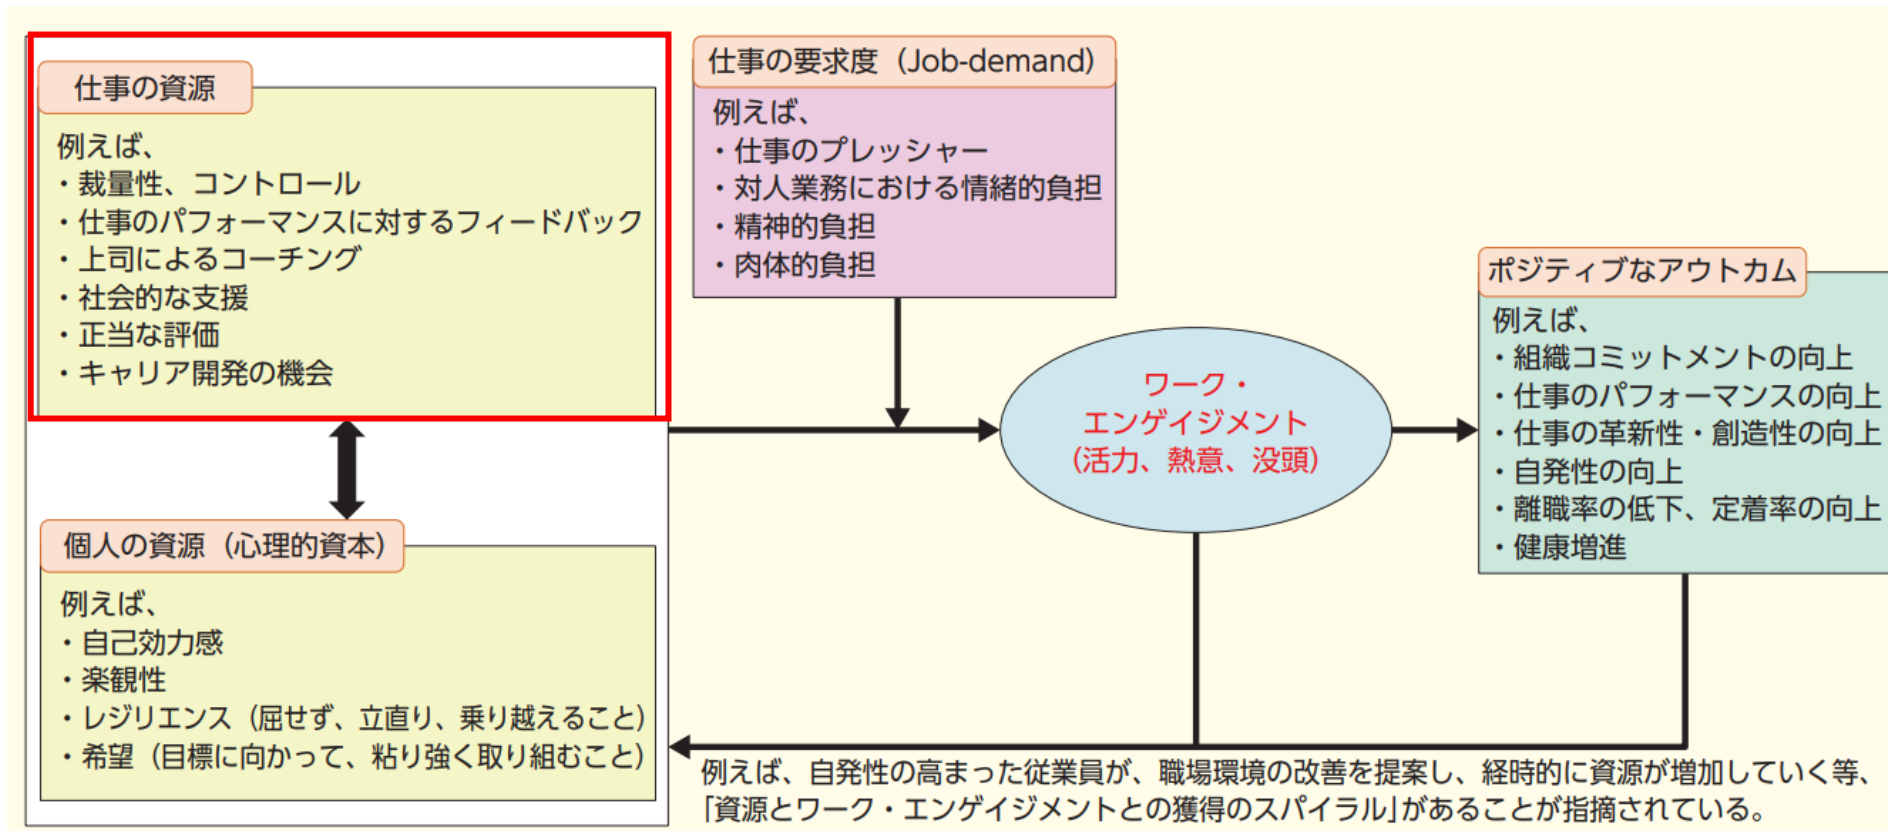 仕事の資源
例えば、
・裁量性、コントロール
・仕事のパフォーマンスに対するフィードバック
・上司によるコーチング
・社会的な支援
・正当な評価
・キャリア開発の機会
個人の資源（心理的資本）
例えば、
・自己効力感
・楽観性
・レジリエンス（屈せず、立直り、乗り越えること）
・希望（目標に向かって、粘り強く取り組むこと）
仕事の要求度（Job-demand）
例えば、
・仕事のプレッシャー
・対人業務における情緒的負担
・精神的負担
・肉体的負担
ワーク・
エンゲイジメント
（活力、熱意、没頭）
ポジティブなアウトカム
例えば、
・組織コミットメントの向上
・仕事のパフォーマンスの向上
・仕事の革新性・創造性の向上
・自発性の向上
・離職率の低下、定着率の向上
・健康増進
例えば、自発性の高まった従業員が、職場環境の改善を提案し、経時的に資源が増加していく等、
「資源とワーク・エンゲイジメントとの獲得のスパイラル」があることが指摘されている。